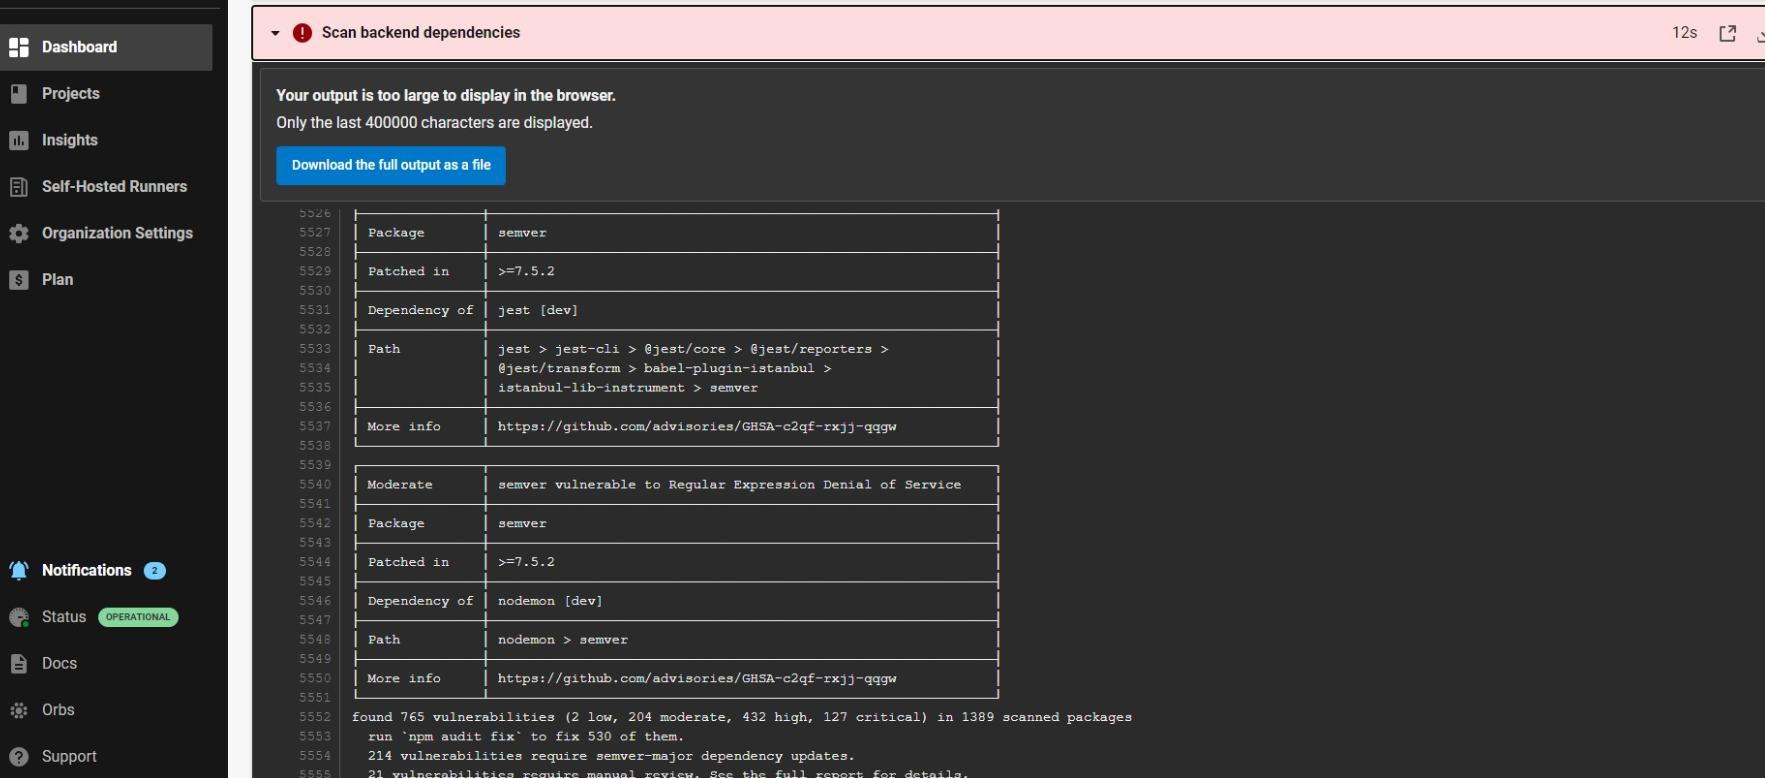 Dashboard
Projects
Insights
Self-Hosted Runners
Organization Settings
Plan
Notifications 2
Status OPERATIONAL
Docs
Orbs
Support
Scan backend dependencies 12s
Your output is too large to display in the browser.
Only the last 400000 characters are displayed.
Download the full output as a file
5526
5527 Package semver
5528
5529 Patched in >=7.5.2
5530
5531 Dependency of jest [dev]
5532
5533 Path jest > jest-cli > @jest/core > @jest/reporters >
5534 @jest/transform > babel-plugin-istanbul >
5535 istanbul-lib-instrument > semver
5536
5537 More info https://github.com/advisories/GHSA-c2qf-rxjj-qqgw
5538
5539
5540 Moderate semver vulnerable to Regular Expression Denial of Service
5541
5542 Package semver
5543
5544 Patched in >=7.5.2
5545
5546 Dependency of nodemon [dev]
5547
5548 Path nodemon > semver
5549
5550 More info https://github.com/advisories/GHSA-c2qf-rxjj-qqgw
5551
5552 found 765 vulnerabilities (2 low, 204 moderate, 432 high, 127 critical) in 1389 scanned packages
5553 run `npm audit fix` to fix 530 of them.
5554 214 vulnerabilities require semver-major dependency updates.
5555 21 vulnerabilities require manual review. See the full report for details.